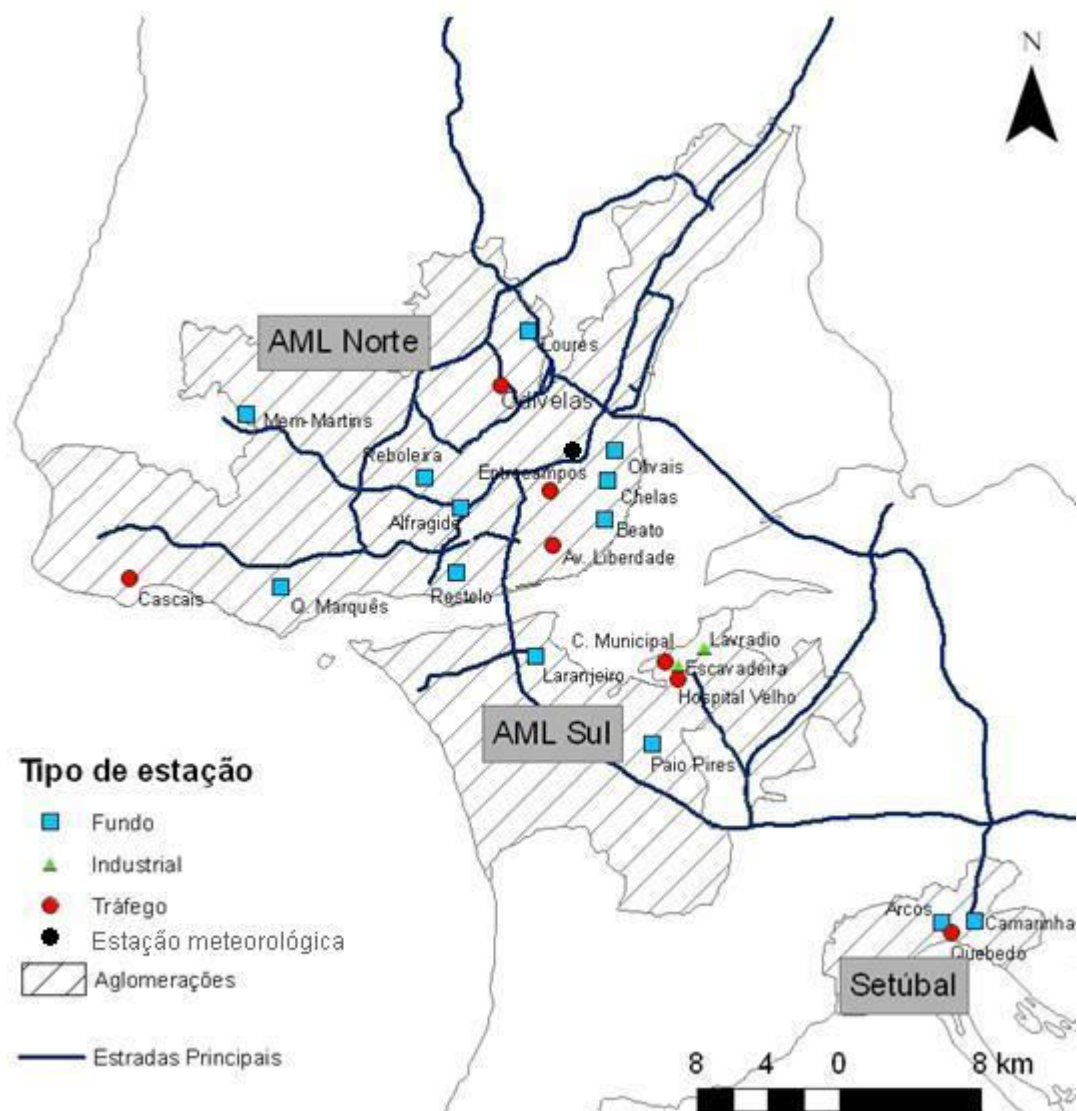 N
AML Norte
Loures
Odivelas
Mem-Martins
Reboleira
Entrecampos
Olivais
Chelas
Alfragide
Beato
Av. Liberdade
Cascais
Q. Marquês
Restelo
C. Municipal
Lavradio
Laranjeiro
Escavadeira
Hospital Velho
AML Sul
Paio Pires
Tipo de estação
Fundo
Industrial
Tráfego
Estação meteorológica
Aglomerações
Estradas Principais
Arcos
Camarinha
Quebedo
Setúbal
8 4 0 8 km